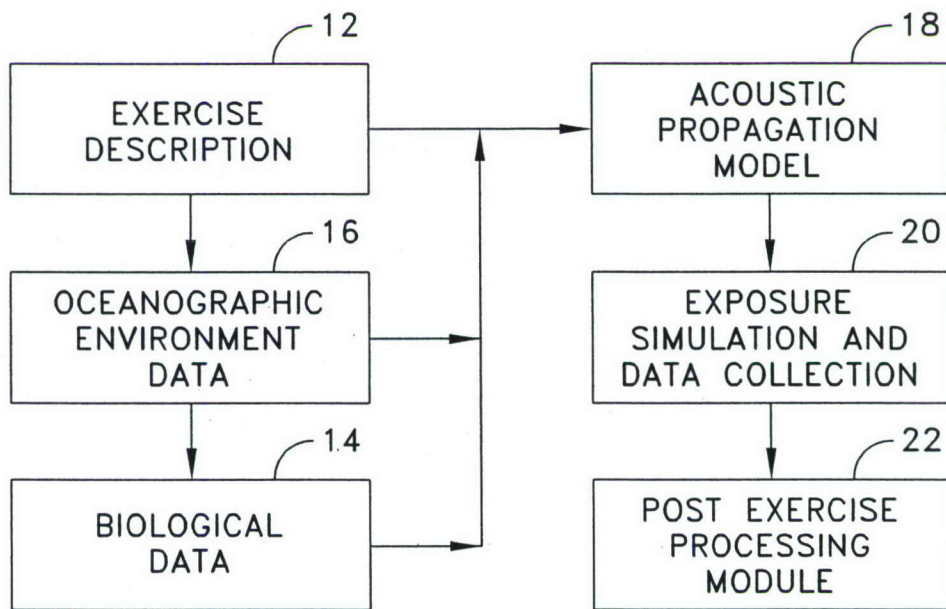 12
EXERCISE
DESCRIPTION
16
OCEANOGRAPHIC
ENVIRONMENT
DATA
14
BIOLOGICAL
DATA
18
ACOUSTIC
PROPAGATION
MODEL
20
EXPOSURE
SIMULATION AND
DATA COLLECTION
22
POST EXERCISE
PROCESSING
MODULE